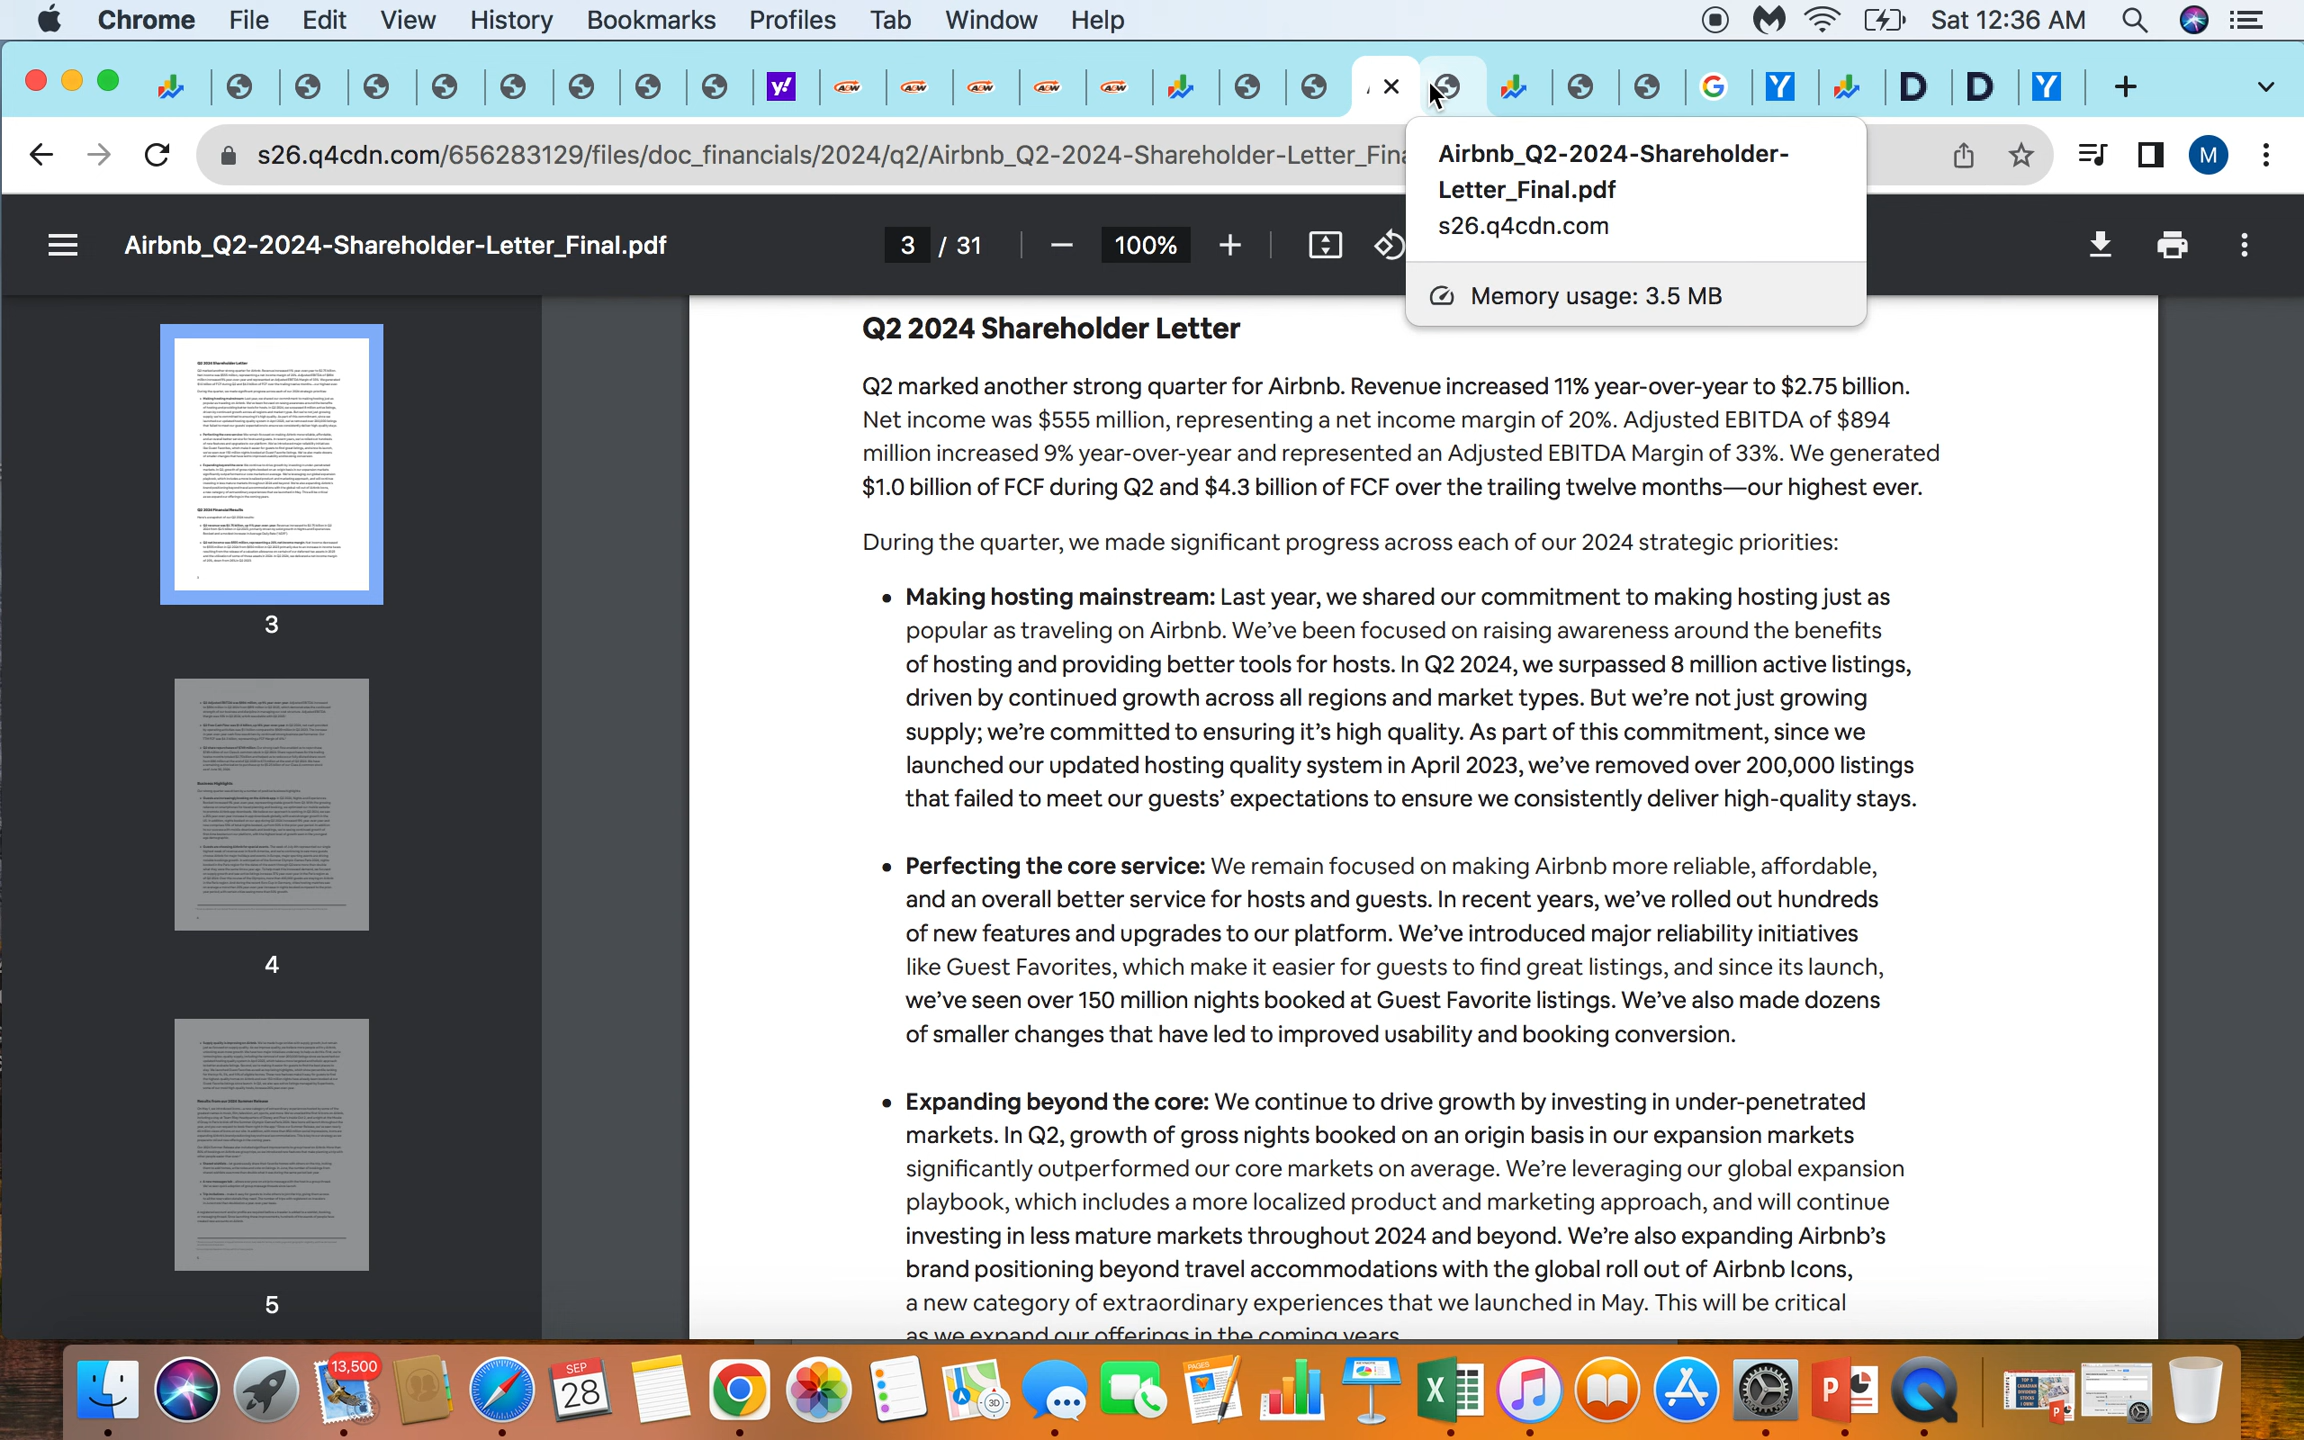 Chrome File Edit View History Bookmarks Profiles Tab Window Help Sat 12:36 AM
s26.q4cdn.com/656283129/files/doc_financials/2024/q2/Airbnb_Q2-2024-Shareholder-Letter_Fina
M
Airbnb_Q2-2024-Shareholder-
Letter_Final.pdf
s26.q4cdn.com
Memory usage: 3.5 MB
Airbnb_Q2-2024-Shareholder-Letter_Final.pdf 3 / 31 100%
3
4
5
Q2 2024 Shareholder Letter
Q2 marked another strong quarter for Airbnb. Revenue increased 11% year-over-year to $2.75 billion.
Net income was $555 million, representing a net income margin of 20%. Adjusted EBITDA of $894
million increased 9% year-over-year and represented an Adjusted EBITDA Margin of 33%. We generated
$1.0 billion of FCF during Q2 and $4.3 billion of FCF over the trailing twelve months—our highest ever.
During the quarter, we made significant progress across each of our 2024 strategic priorities:
• Making hosting mainstream: Last year, we shared our commitment to making hosting just as
popular as traveling on Airbnb. We’ve been focused on raising awareness around the benefits
of hosting and providing better tools for hosts. In Q2 2024, we surpassed 8 million active listings,
driven by continued growth across all regions and market types. But we’re not just growing
supply; we’re committed to ensuring it’s high quality. As part of this commitment, since we
launched our updated hosting quality system in April 2023, we’ve removed over 200,000 listings
that failed to meet our guests’ expectations to ensure we consistently deliver high-quality stays.
• Perfecting the core service: We remain focused on making Airbnb more reliable, affordable,
and an overall better service for hosts and guests. In recent years, we’ve rolled out hundreds
of new features and upgrades to our platform. We’ve introduced major reliability initiatives
like Guest Favorites, which make it easier for guests to find great listings, and since its launch,
we’ve seen over 150 million nights booked at Guest Favorite listings. We’ve also made dozens
of smaller changes that have led to improved usability and booking conversion.
• Expanding beyond the core: We continue to drive growth by investing in under-penetrated
markets. In Q2, growth of gross nights booked on an origin basis in our expansion markets
significantly outperformed our core markets on average. We’re leveraging our global expansion
playbook, which includes a more localized product and marketing approach, and will continue
investing in less mature markets throughout 2024 and beyond. We’re also expanding Airbnb’s
brand positioning beyond travel accommodations with the global roll out of Airbnb Icons,
a new category of extraordinary experiences that we launched in May. This will be critical
as we expand our offerings in the coming years.
13,500
SEP
28
3D
PAGES